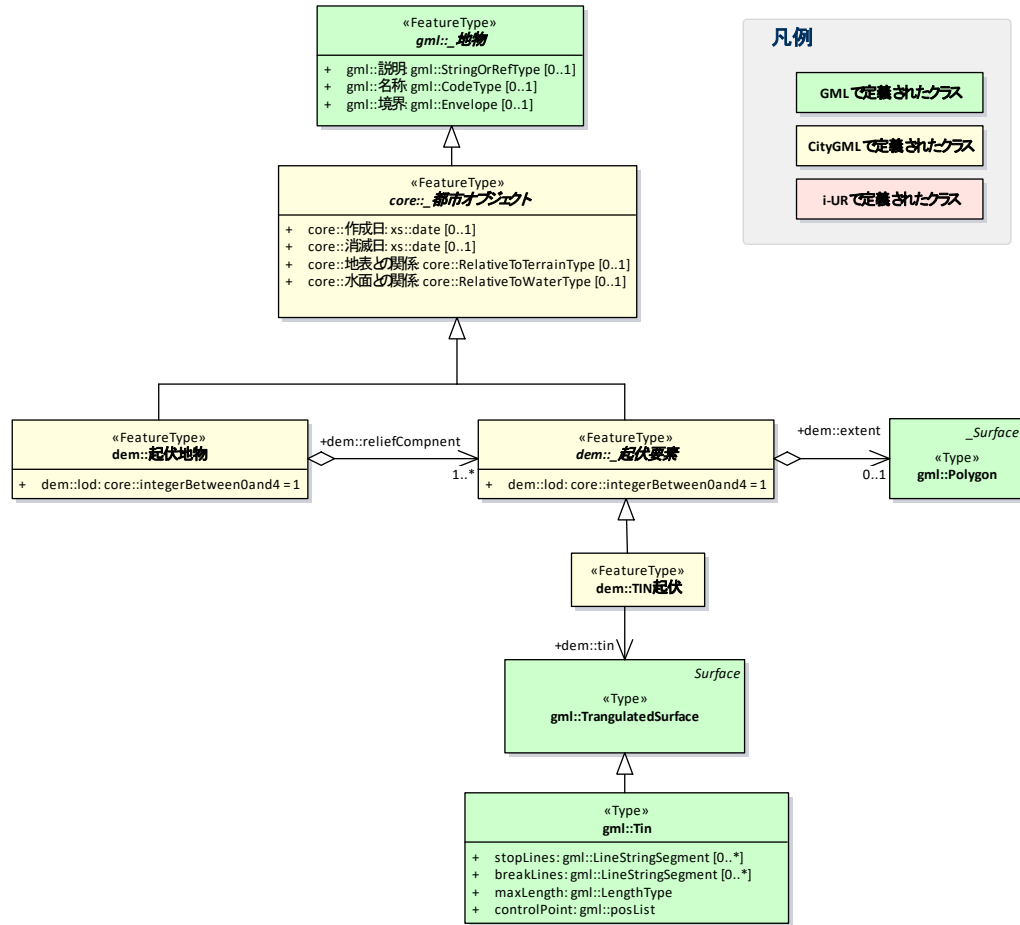 «FeatureType»
gml::_地物
+ gml::説明: gml::StringOrRefType [0..1]
+ gml::名称: gml::CodeType [0..1]
+ gml::境界: gml::Envelope [0..1]
凡例
GMLで定義されたクラス
CityGMLで定義されたクラス
i-URで定義されたクラス
«FeatureType»
core::_都市オブジェクト
+ core::作成日: xs::date [0..1]
+ core::消滅日: xs::date [0..1]
+ core::地表との関係: core::RelativeToTerrainType [0..1]
+ core::水面との関係: core::RelativeToWaterType [0..1]
«FeatureType»
dem::起伏地物
+ dem::lod: core::integerBetween0and4 = 1
+dem::reliefCompnent
1..*
«FeatureType»
dem::_起伏要素
+ dem::lod: core::integerBetween0and4 = 1
+dem::extent
0..1
_Surface
«Type»
gml::Polygon
«FeatureType»
dem::TIN起伏
+dem::tin
Surface
«Type»
gml::TrangulatedSurface
«Type»
gml::Tin
+ stopLines: gml::LineStringSegment [0..*]
+ breakLines: gml::LineStringSegment [0..*]
+ maxLength: gml::LengthType
+ controlPoint: gml::posList